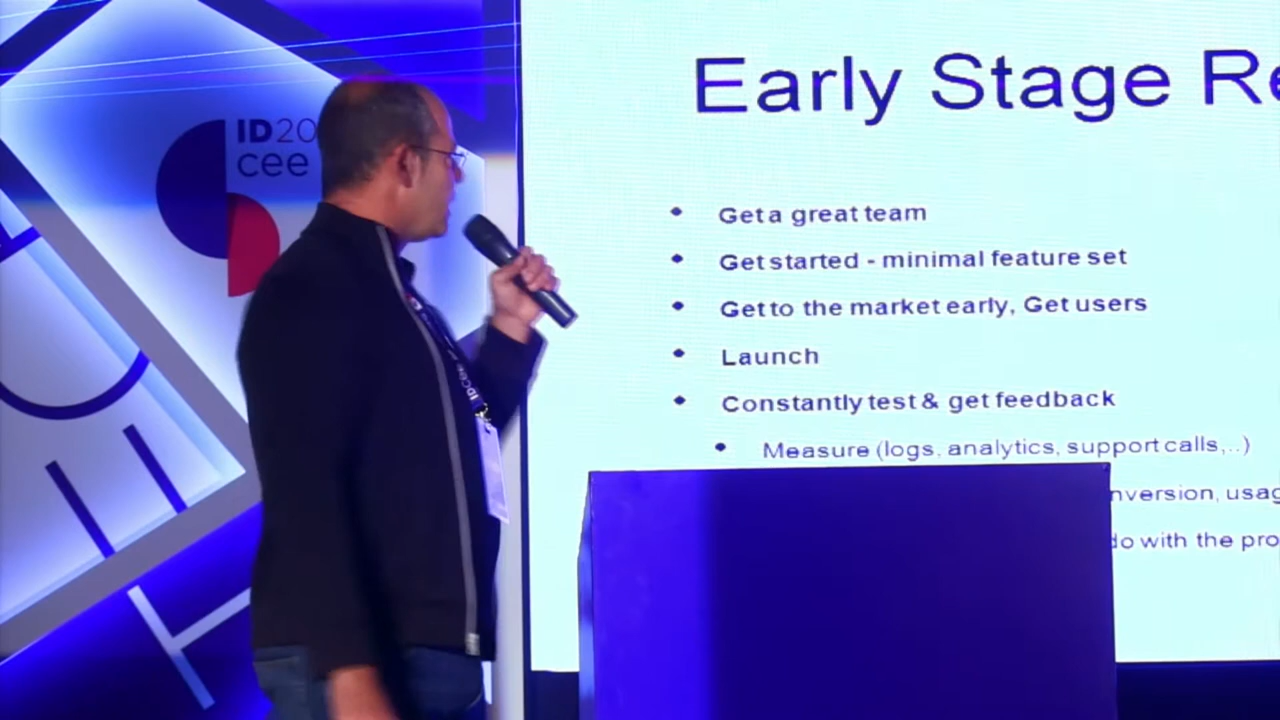 ID20
cee
Early Stage Re
Get a great team
Get started - minimal feature set
Get to the market early, Get users
Launch
Constantly test & get feedback
Measure (logs, analytics, support calls,..)
nversion, usag
do with the pro
IDcee